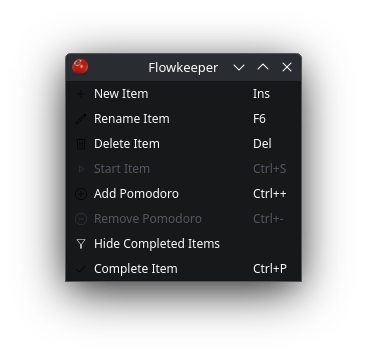 Flowkeeper
New Item Ins
Rename Item F6
Delete Item Del
Start Item Ctrl+S
Add Pomodoro Ctrl++
Remove Pomodoro Ctrl+-
Hide Completed Items
Complete Item Ctrl+P